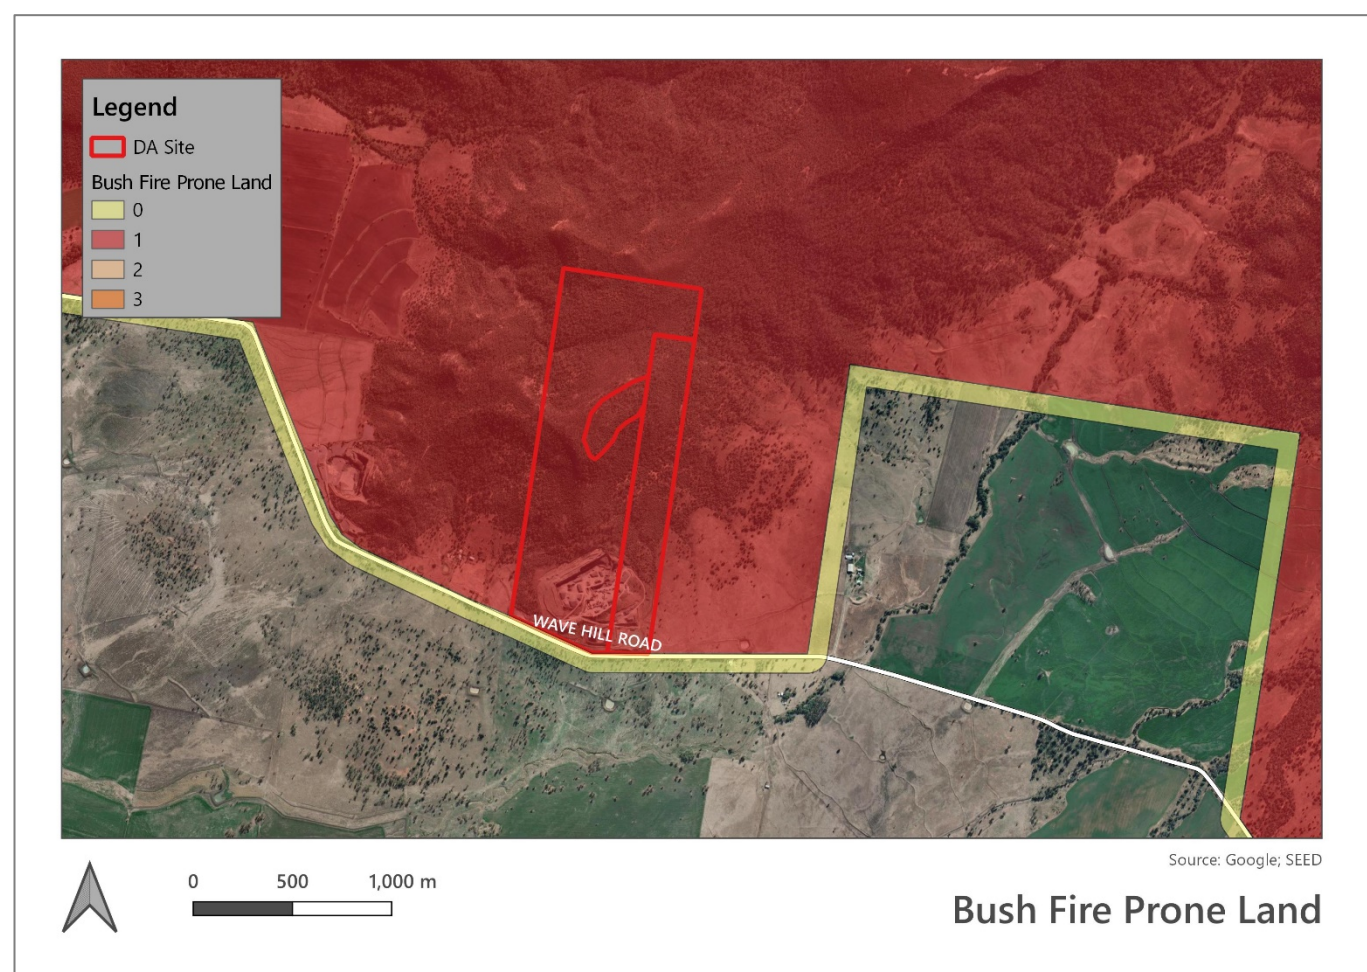 Legend
DA Site
Bush Fire Prone Land
0
1
2
3
WAVE HILL ROAD
Source: Google; SEED
0 500 1,000 m
Bush Fire Prone Land